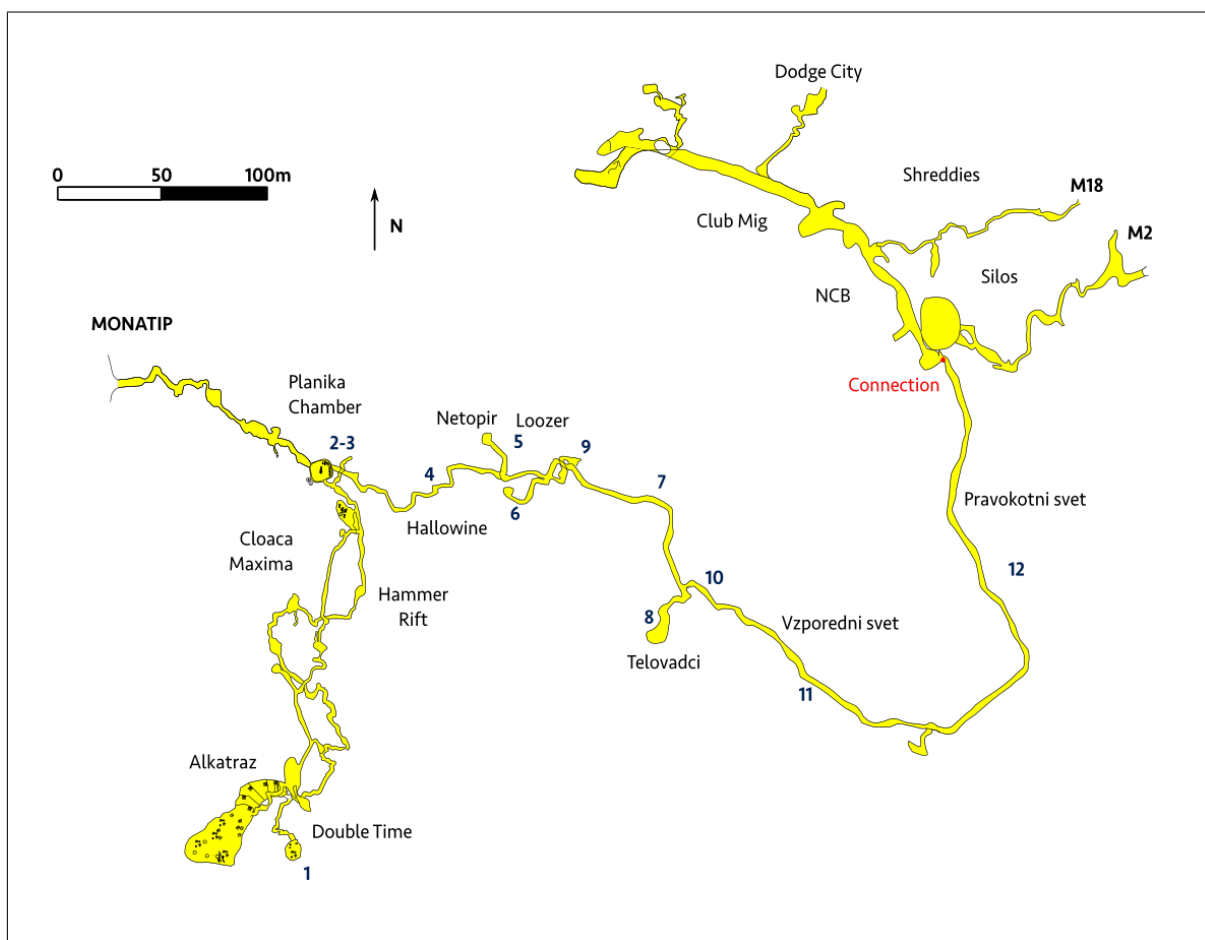 Dodge City
0 50 100m
Shreddies
M18
N
Club Mig
M2
Silos
NCB
MONATIP
Planika
Chamber
Connection
Netopir
Loozer
2-3
5
9
4
7
6
Hallowine
Pravokotni svet
Cloaca
Maxima
12
10
Hammer
Rift
8
Vzporedni svet
Telovadci
11
Alkatraz
Double Time
1